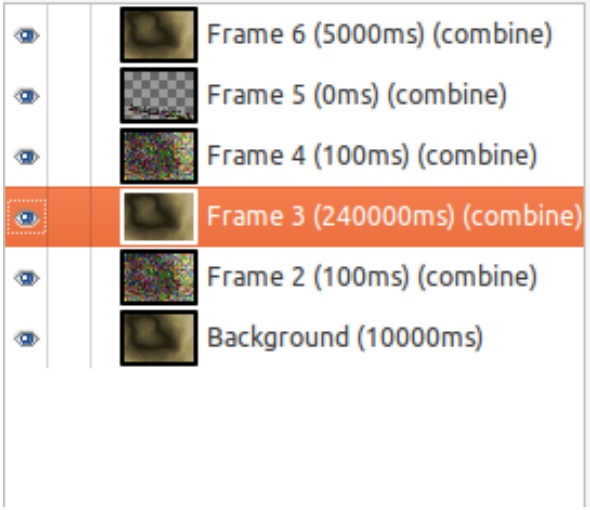 Frame 6 (5000ms) (combine)
Frame 5 (0ms) (combine)
Frame 4 (100ms) (combine)
Frame 3 (240000ms) (combine)
Frame 2 (100ms) (combine)
Background (10000ms)